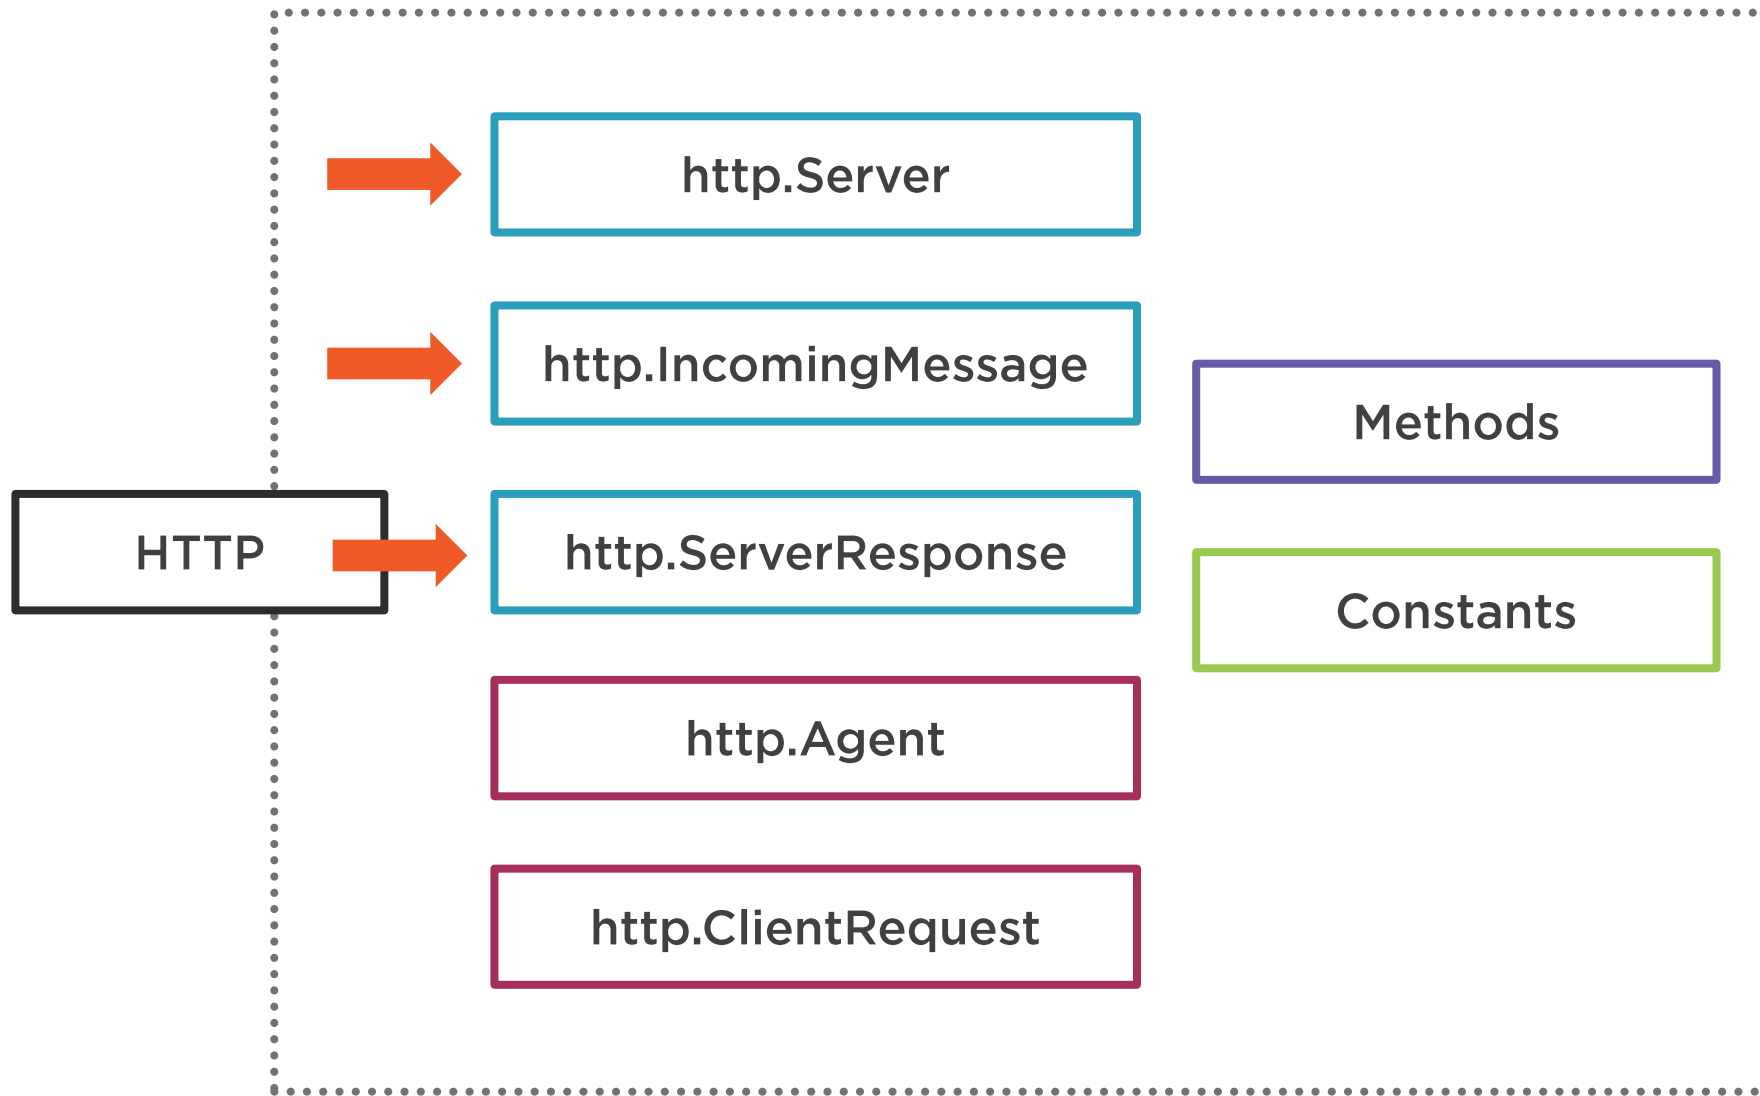 http.Server
http.IncomingMessage
Methods
HTTP
http.ServerResponse
Constants
http.Agent
http.ClientRequest